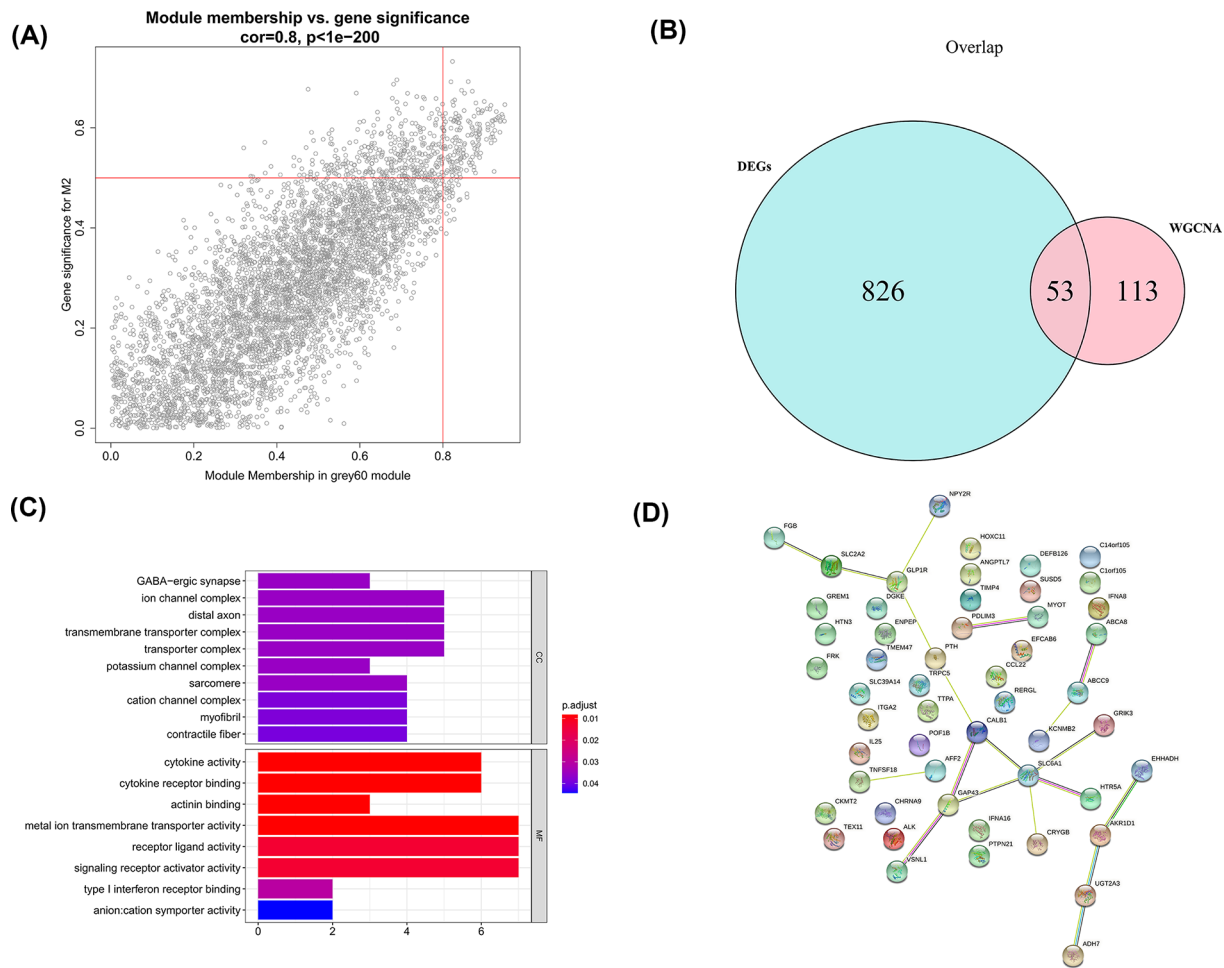 (A)
Module membership vs. gene significance
cor=0.8, p<1e−200
Gene significance for M2
0.0
0.2
0.4
0.6
0.0 0.2 0.4 0.6 0.8
Module Membership in grey60 module
(B)
Overlap
DEGs
WGCNA
826
53
113
(C)
GABA−ergic synapse
ion channel complex
distal axon
transmembrane transporter complex
transporter complex
potassium channel complex
sarcomere
cation channel complex
myofibril
contractile fiber
CC
cytokine activity
cytokine receptor binding
actinin binding
metal ion transmembrane transporter activity
receptor ligand activity
signaling receptor activator activity
type I interferon receptor binding
anion:cation symporter activity
MF
0 2 4 6
p.adjust
0.01
0.02
0.03
0.04
(D)
NPY2R
FGB
SLC2A2
GLP1R
HOXC11
ANGPTL7
TIMP4
DEFB126
SUSD5
C14orf105
C1orf105
IFNA8
GREM1
DGKE
HTN3
ENPEP
PDLIM3
MYOT
ABCA8
FRK
TMEM47
PTH
EFCAB6
CCL22
SLC39A14
TRPC5
ABCC9
RERGL
TTPA
ITGA2
CALB1
KCNMB2
GRIK3
POF1B
IL25
TNFSF18
AFF2
SLC6A1
EHHADH
HTR5A
GAP43
CKMT2
CHRNA9
TEX11
ALK
IFNA16
PTPN21
CRYGB
AKR1D1
VSNL1
UGT2A3
ADH7